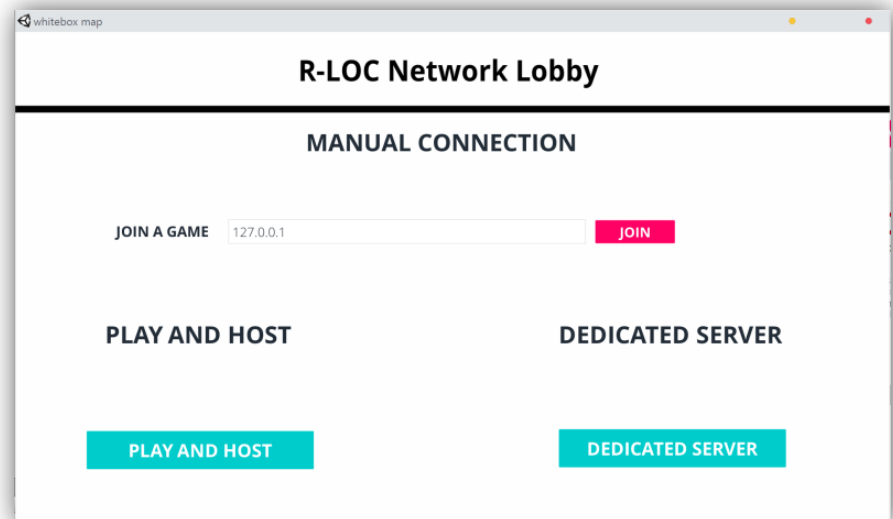 whitebox map
R-LOC Network Lobby
MANUAL CONNECTION
JOIN A GAME 127.0.0.1 JOIN
PLAY AND HOST DEDICATED SERVER
PLAY AND HOST DEDICATED SERVER